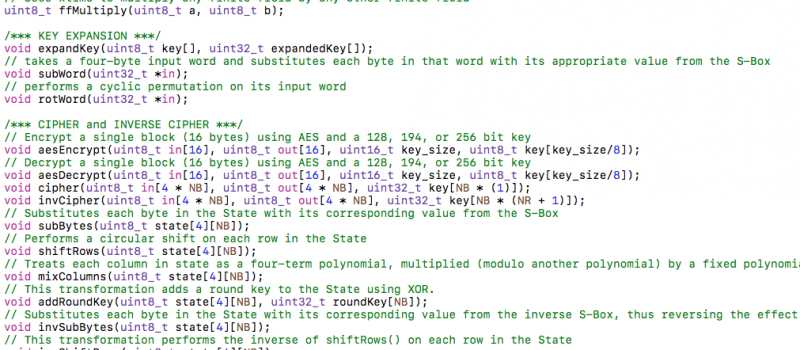 uint8_t ffMultiply(uint8_t a, uint8_t b);
/*** KEY EXPANSION ***/
void expandKey(uint8_t key[], uint32_t expandedKey[]);
// takes a four-byte input word and substitutes each byte in that word with its appropriate value from the S-Box
void subWord(uint32_t *in);
// performs a cyclic permutation on its input word
void rotWord(uint32_t *in);
/*** CIPHER and INVERSE CIPHER ***/
// Encrypt a single block (16 bytes) using AES and a 128, 194, or 256 bit key
void aesEncrypt(uint8_t in[16], uint8_t out[16], uint16_t key_size, uint8_t key[key_size/8]);
// Decrypt a single block (16 bytes) using AES and a 128, 194, or 256 bit key
void aesDecrypt(uint8_t in[16], uint8_t out[16], uint16_t key_size, uint8_t key[key_size/8]);
void cipher(uint8_t in[4 * NB], uint8_t out[4 * NB], uint32_t key[NB * (1)]);
void invCipher(uint8_t in[4 * NB], uint8_t out[4 * NB], uint32_t key[NB * (NR + 1)]);
// Substitutes each byte in the State with its corresponding value from the S-Box
void subBytes(uint8_t state[4][NB]);
// Performs a circular shift on each row in the State
void shiftRows(uint8_t state[4][NB]);
// Treats each column in state as a four-term polynomial, multiplied (modulo another polynomial) by a fixed polynomia
void mixColumns(uint8_t state[4][NB]);
// This transformation adds a round key to the State using XOR.
void addRoundKey(uint8_t state[4][NB], uint32_t roundKey[NB]);
// Substitutes each byte in the State with its corresponding value from the inverse S-Box, thus reversing the effect
void invSubBytes(uint8_t state[4][NB]);
// This transformation performs the inverse of shiftRows() on each row in the State